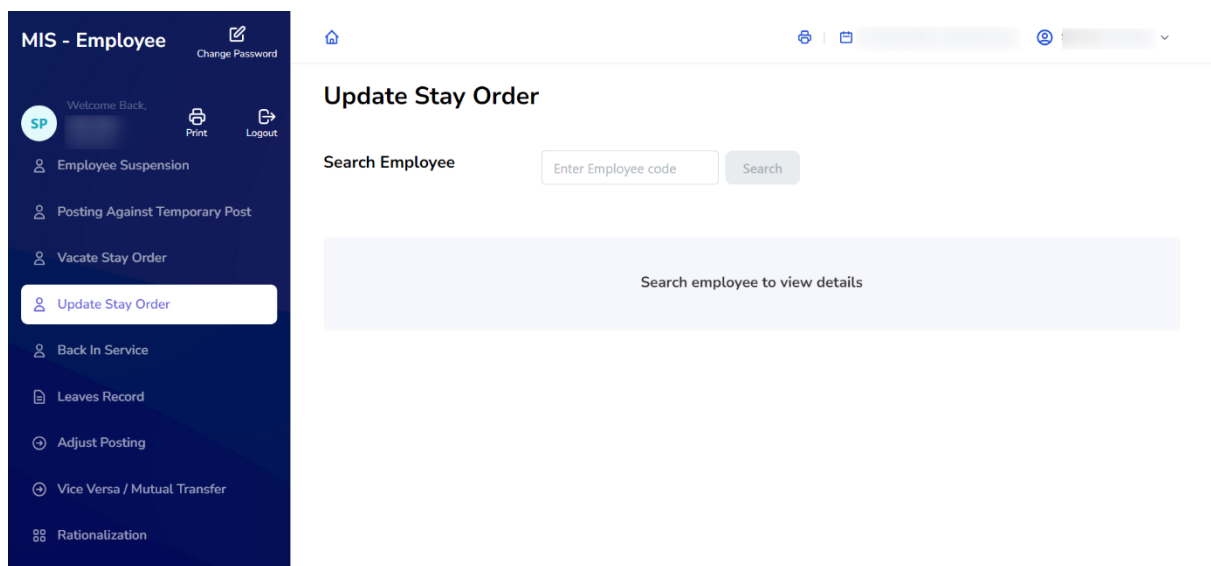 MIS - Employee
Change Password
Welcome Back,
SP
Print
Logout
Employee Suspension
Posting Against Temporary Post
Vacate Stay Order
Update Stay Order
Back In Service
Leaves Record
Adjust Posting
Vice Versa / Mutual Transfer
Rationalization
Update Stay Order
Search Employee
Enter Employee code
Search
Search employee to view details